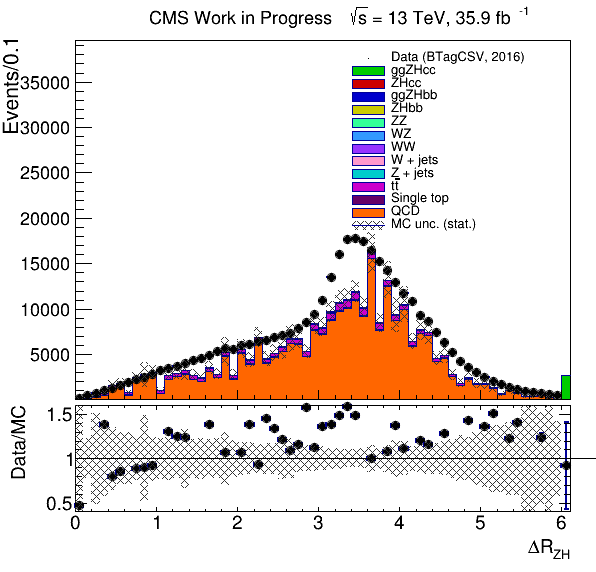 CMS Work in Progress √s = 13 TeV, 35.9 fb -1
Events/0.1
35000
30000
25000
20000
15000
10000
5000
Data (BTagCSV, 2016)
ggZHcc
ZHcc
ggZHbb
ZHbb
ZZ
WZ
WW
W + jets
Z + jets
tt̄
Single top
QCD
MC unc. (stat.)
Data/MC
1.5
1
0.5
0 1 2 3 4 5 6
ΔR_ZH